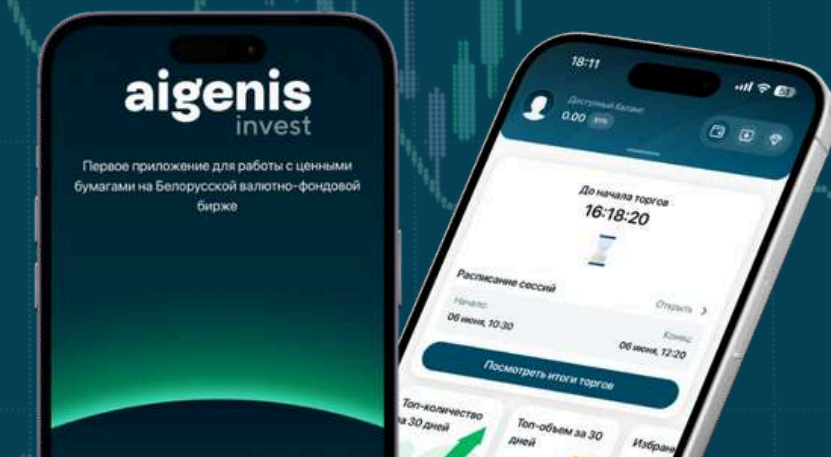 aigenis
invest
Первое приложение для работы с ценными
бумагами на Белорусской валютно-фондовой
бирже
18:11
Доступный баланс
0.00 BYN
До начала торгов
16:18:20
Расписание сессий
Открыть >
Начало:
06 июня, 10:30
Конец:
06 июня, 12:20
Посмотреть итоги торгов
Топ-количество
за 30 дней
Топ-объем за 30
дней